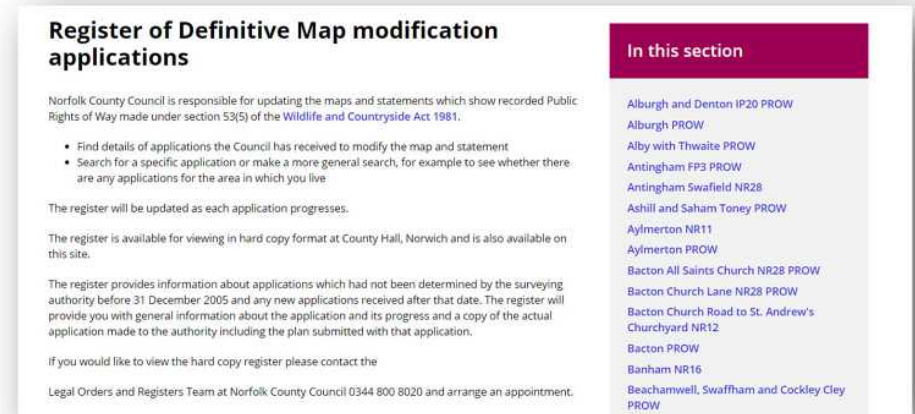 Register of Definitive Map modification
applications
Norfolk County Council is responsible for updating the maps and statements which show recorded Public
Rights of Way made under section 53(5) of the Wildlife and Countryside Act 1981.
• Find details of applications the Council has received to modify the map and statement
• Search for a specific application or make a more general search, for example to see whether there
are any applications for the area in which you live
The register will be updated as each application progresses.
The register is available for viewing in hard copy format at County Hall, Norwich and is also available on
this site.
The register provides information about applications which had not been determined by the surveying
authority before 31 December 2005 and any new applications received after that date. The register will
provide you with general information about the application and its progress and a copy of the actual
application made to the authority including the plan submitted with that application.
If you would like to view the hard copy register please contact the
Legal Orders and Registers Team at Norfolk County Council 0344 800 8020 and arrange an appointment.
In this section
Alburgh and Denton IP20 PROW
Alburgh PROW
Alby with Thwaite PROW
Antingham FP3 PROW
Antingham Swafield NR28
Ashill and Saham Toney PROW
Aylmerton NR11
Aylmerton PROW
Bacton All Saints Church NR28 PROW
Bacton Church Lane NR28 PROW
Bacton Church Road to St. Andrew's
Churchyard NR12
Bacton PROW
Banham NR16
Beachamwell, Swaffham and Cockley Cley
PROW